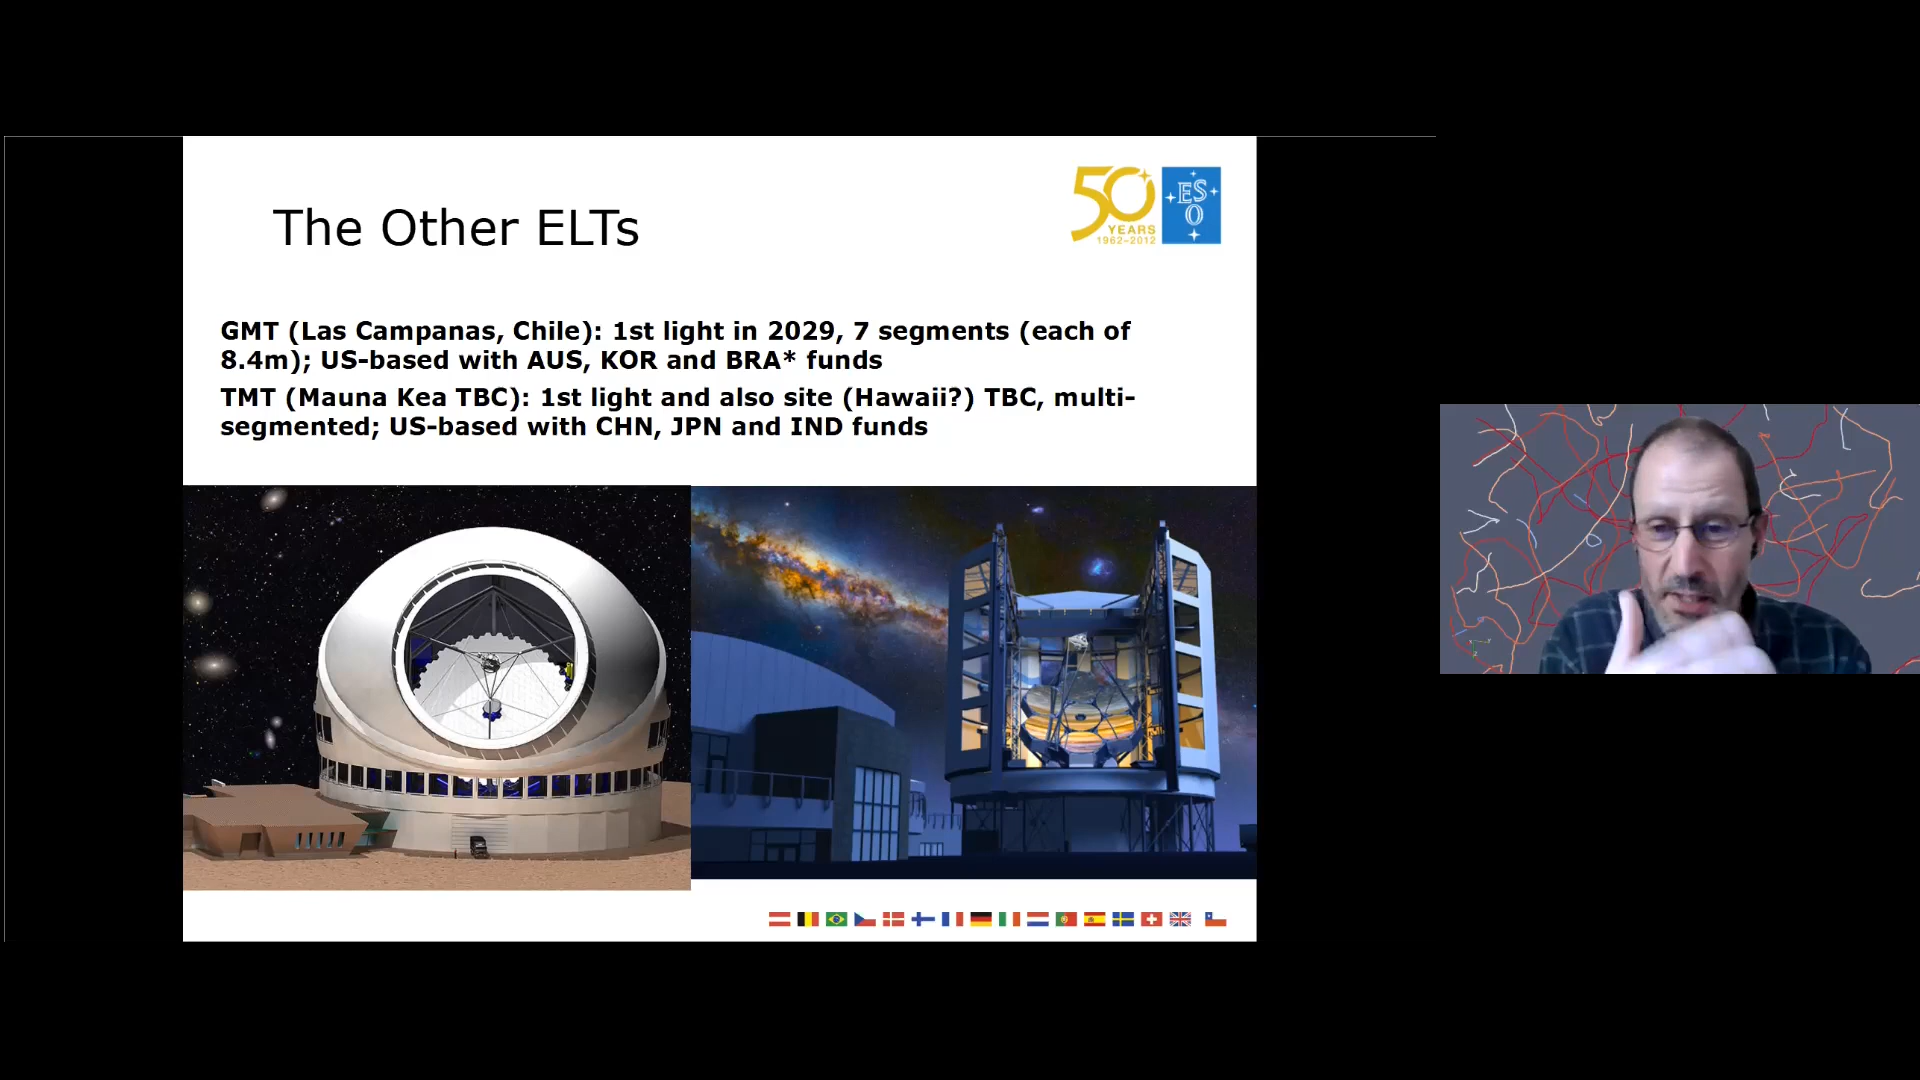 The Other ELTs
50
YEARS
1962–2012
ES
O
GMT (Las Campanas, Chile): 1st light in 2029, 7 segments (each of
8.4m); US-based with AUS, KOR and BRA* funds
TMT (Mauna Kea TBC): 1st light and also site (Hawaii?) TBC, multi-
segmented; US-based with CHN, JPN and IND funds